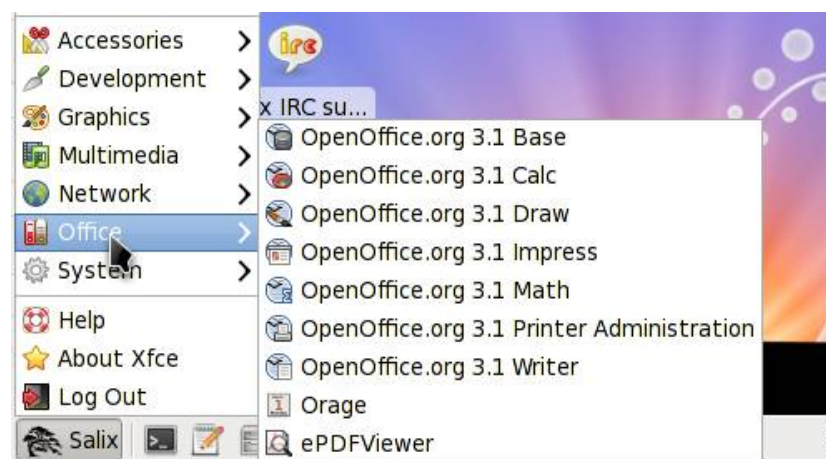 Accessories
Development
Graphics
Multimedia
Network
Office
System
Help
About Xfce
Log Out
Salix
irc
x IRC su...
OpenOffice.org 3.1 Base
OpenOffice.org 3.1 Calc
OpenOffice.org 3.1 Draw
OpenOffice.org 3.1 Impress
OpenOffice.org 3.1 Math
OpenOffice.org 3.1 Printer Administration
OpenOffice.org 3.1 Writer
Orage
ePDFViewer